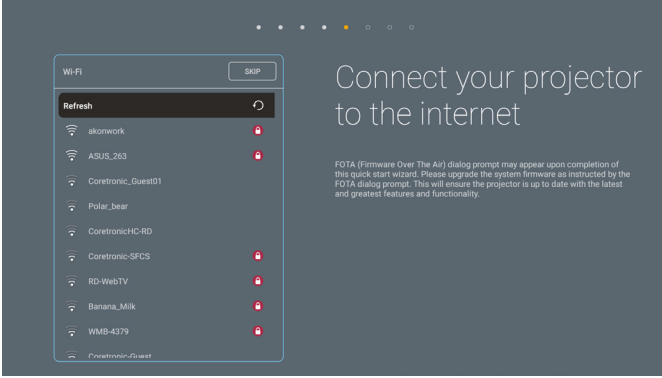 Wi-Fi
SKIP
Refresh
akonwork
ASUS_263
Coretronic_Guest01
Polar_bear
CoretronicHC-RD
Coretronic-SFCS
RD-WebTV
Banana_Milk
WMB-4379
Coretronic-Guest
Connect your projector
to the internet
FOTA (Firmware Over The Air) dialog prompt may appear upon completion of
this quick start wizard. Please upgrade the system firmware as instructed by the
FOTA dialog prompt. This will ensure the projector is up to date with the latest
and greatest features and functionality.